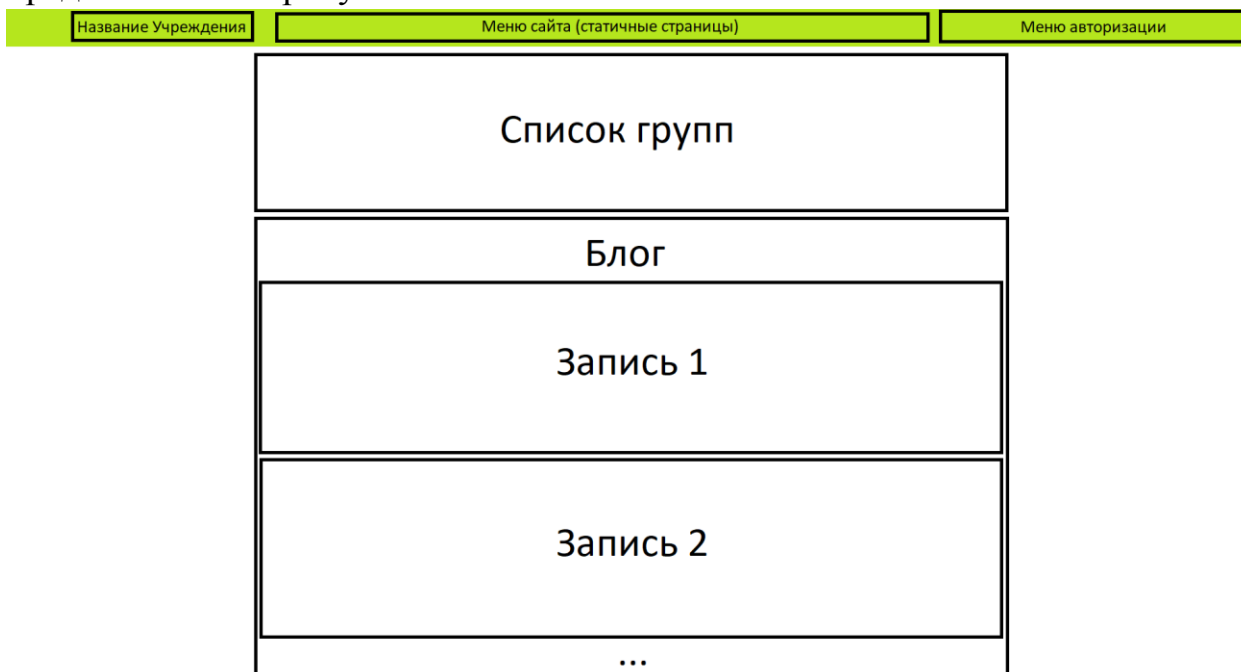 Название Учреждения
Меню сайта (статичные страницы)
Меню авторизации
Список групп
Блог
Запись 1
Запись 2
...